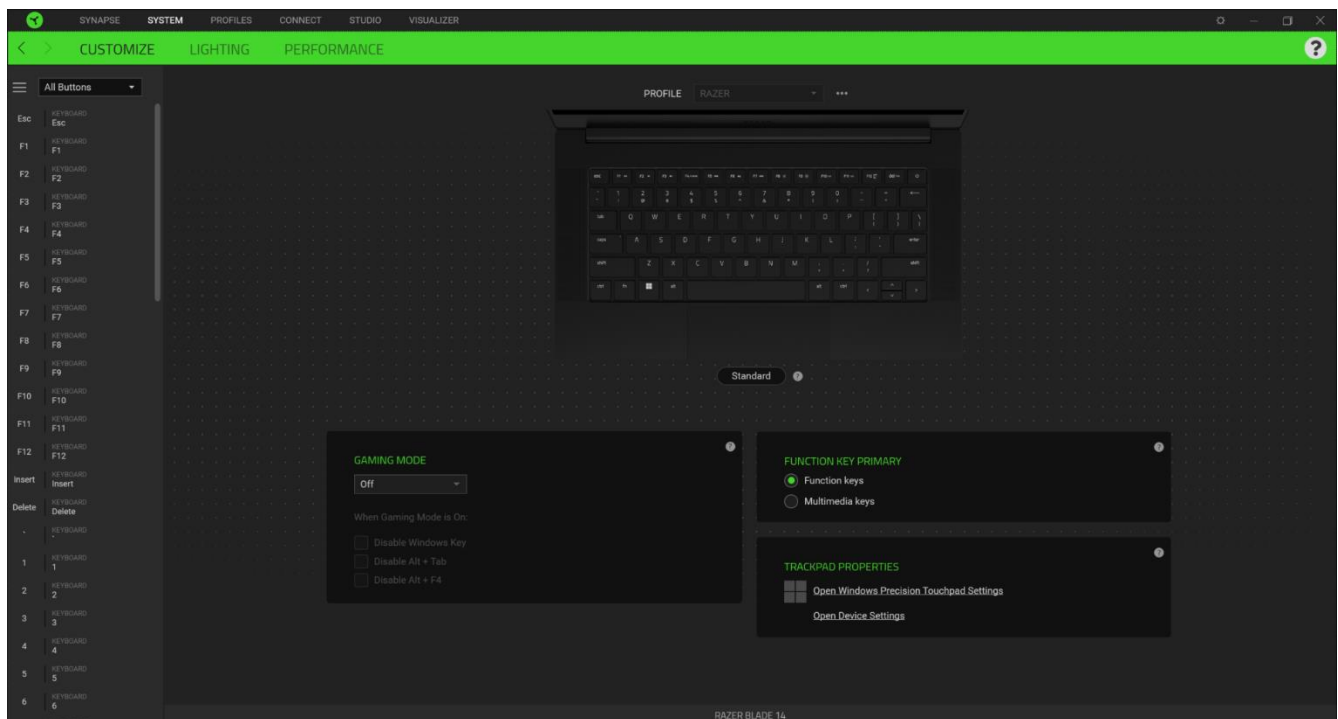 SYNAPSE SYSTEM PROFILES CONNECT STUDIO VISUALIZER
CUSTOMIZE LIGHTING PERFORMANCE ?
All Buttons
PROFILE RAZER
Esc KEYBOARD Esc
F1 KEYBOARD F1
F2 KEYBOARD F2
F3 KEYBOARD F3
F4 KEYBOARD F4
F5 KEYBOARD F5
F6 KEYBOARD F6
F7 KEYBOARD F7
F8 KEYBOARD F8
F9 KEYBOARD F9
F10 KEYBOARD F10
F11 KEYBOARD F11
F12 KEYBOARD F12
Insert KEYBOARD Insert
Delete KEYBOARD Delete
` KEYBOARD `
1 KEYBOARD 1
2 KEYBOARD 2
3 KEYBOARD 3
4 KEYBOARD 4
5 KEYBOARD 5
6 KEYBOARD 6
Q W E R T Y U I O P
A S D F G H J K L
Z X C V B N M
Standard ?
GAMING MODE ?
Off
When Gaming Mode is On:
Disable Windows Key
Disable Alt + Tab
Disable Alt + F4
FUNCTION KEY PRIMARY ?
Function keys
Multimedia keys
TRACKPAD PROPERTIES ?
Open Windows Precision Touchpad Settings
Open Device Settings
RAZER BLADE 14